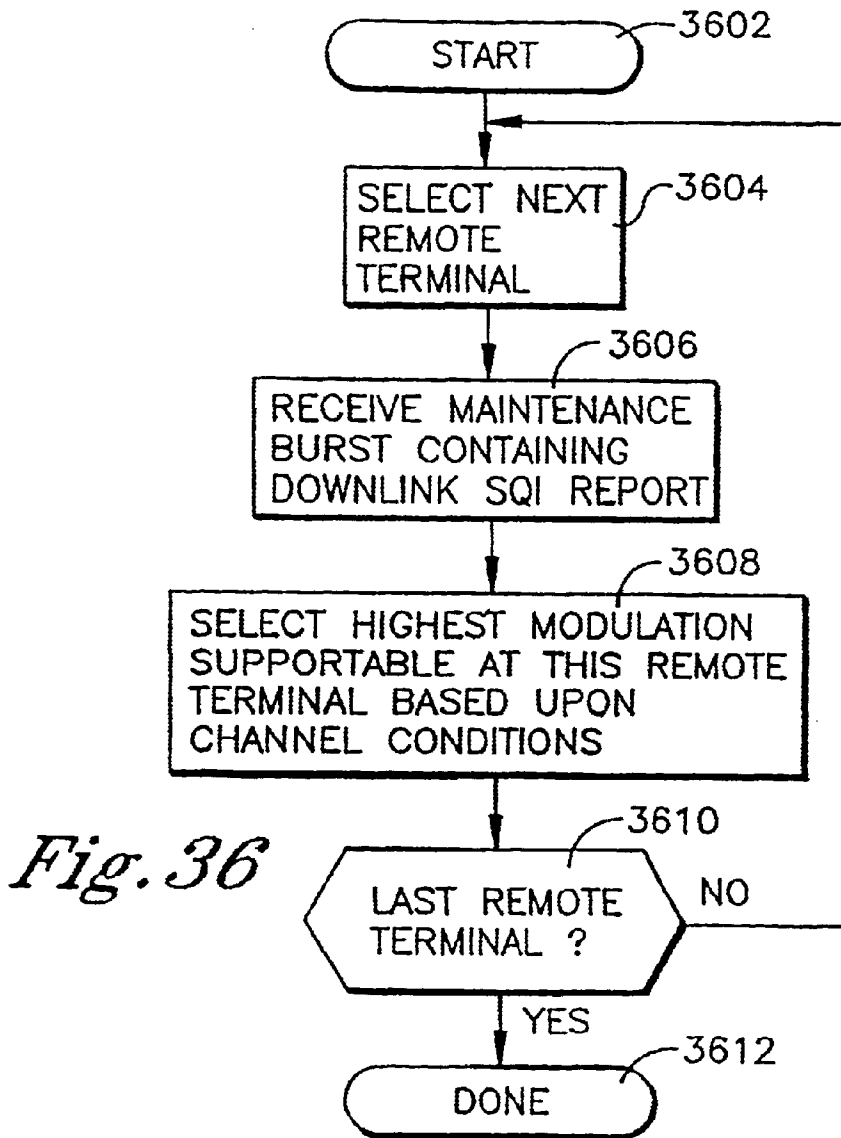 START
3602
SELECT NEXT
REMOTE
TERMINAL
3604
3606
RECEIVE MAINTENANCE
BURST CONTAINING
DOWNLINK SQI REPORT
3608
SELECT HIGHEST MODULATION
SUPPORTABLE AT THIS REMOTE
TERMINAL BASED UPON
CHANNEL CONDITIONS
Fig. 36
3610
LAST REMOTE
TERMINAL ?
NO
YES
3612
DONE